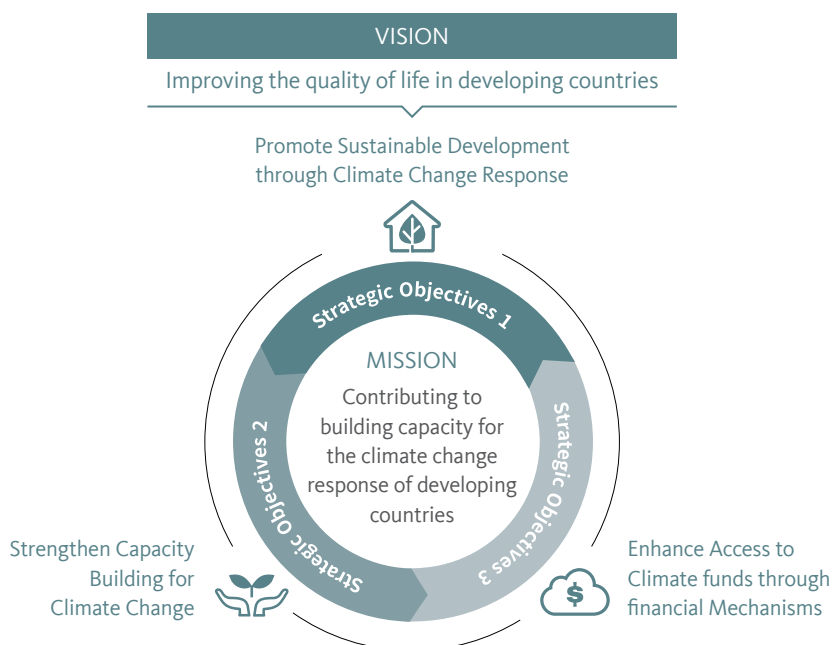 VISION
Improving the quality of life in developing countries
Promote Sustainable Development
through Climate Change Response
Strategic Objectives 1
MISSION
Contributing to
building capacity for
the climate change
response of developing
countries
Strategic Objectives 2
Strategic Objectives 3
Strengthen Capacity
Building for
Climate Change
$
Enhance Access to
Climate funds through
financial Mechanisms